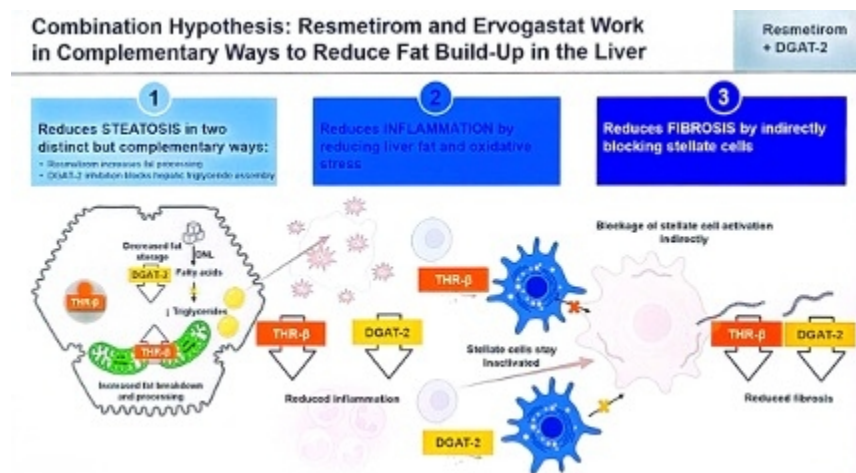 Combination Hypothesis: Resmetirom and Ervogastat Work
in Complementary Ways to Reduce Fat Build-Up in the Liver
Resmetirom
+ DGAT-2
1
Reduces STEATOSIS in two
distinct but complementary ways:
• Resmetirom increases fat processing
• DGAT-2 inhibition blocks hepatic triglyceride assembly
2
Reduces INFLAMMATION by
reducing liver fat and oxidative
stress
3
Reduces FIBROSIS by indirectly
blocking stellate cells
Decreased fat
storage
DNL
DGAT-2
Fatty acids
↓ Triglycerides
THR-β
THR-β
Increased fat breakdown
and processing
THR-β
DGAT-2
Reduced inflammation
THR-β
Stellate cells stay
inactivated
DGAT-2
Blockage of stellate cell activation
indirectly
THR-β
DGAT-2
Reduced fibrosis